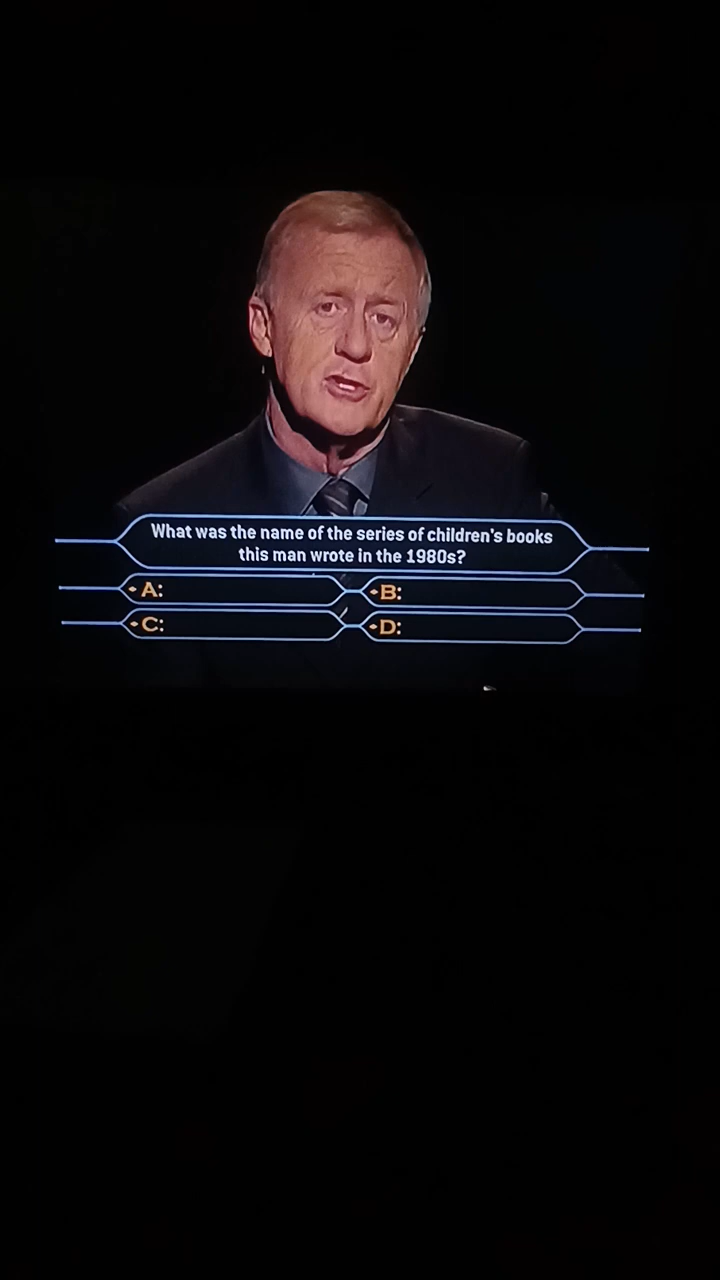 What was the name of the series of children's books
this man wrote in the 1980s?
A:
B:
C:
D: